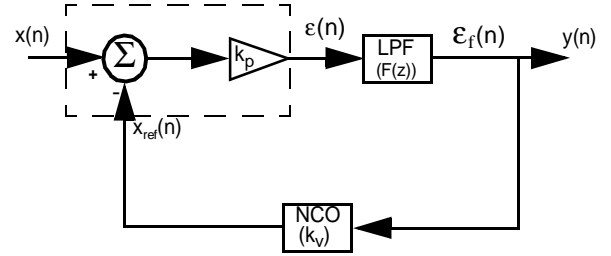 x(n)
+
Σ
-
x_ref(n)
k_p
ε(n)
LPF
(F(z))
ε_f(n)
y(n)
NCO
(k_v)